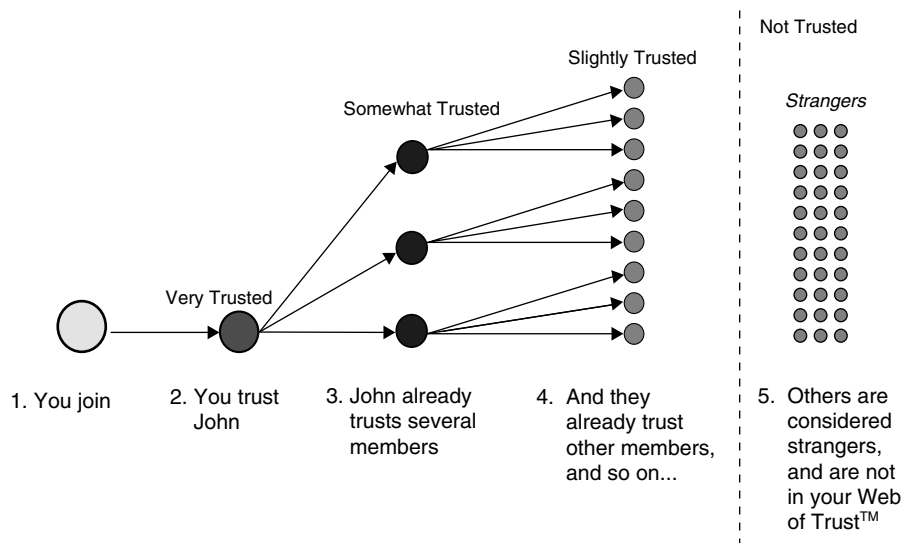 Not Trusted
Slightly Trusted
Strangers
Somewhat Trusted
Very Trusted
1. You join
2. You trust
John
3. John already
trusts several
members
4. And they
already trust
other members,
and so on...
5. Others are
considered
strangers,
and are not
in your Web
of Trust™